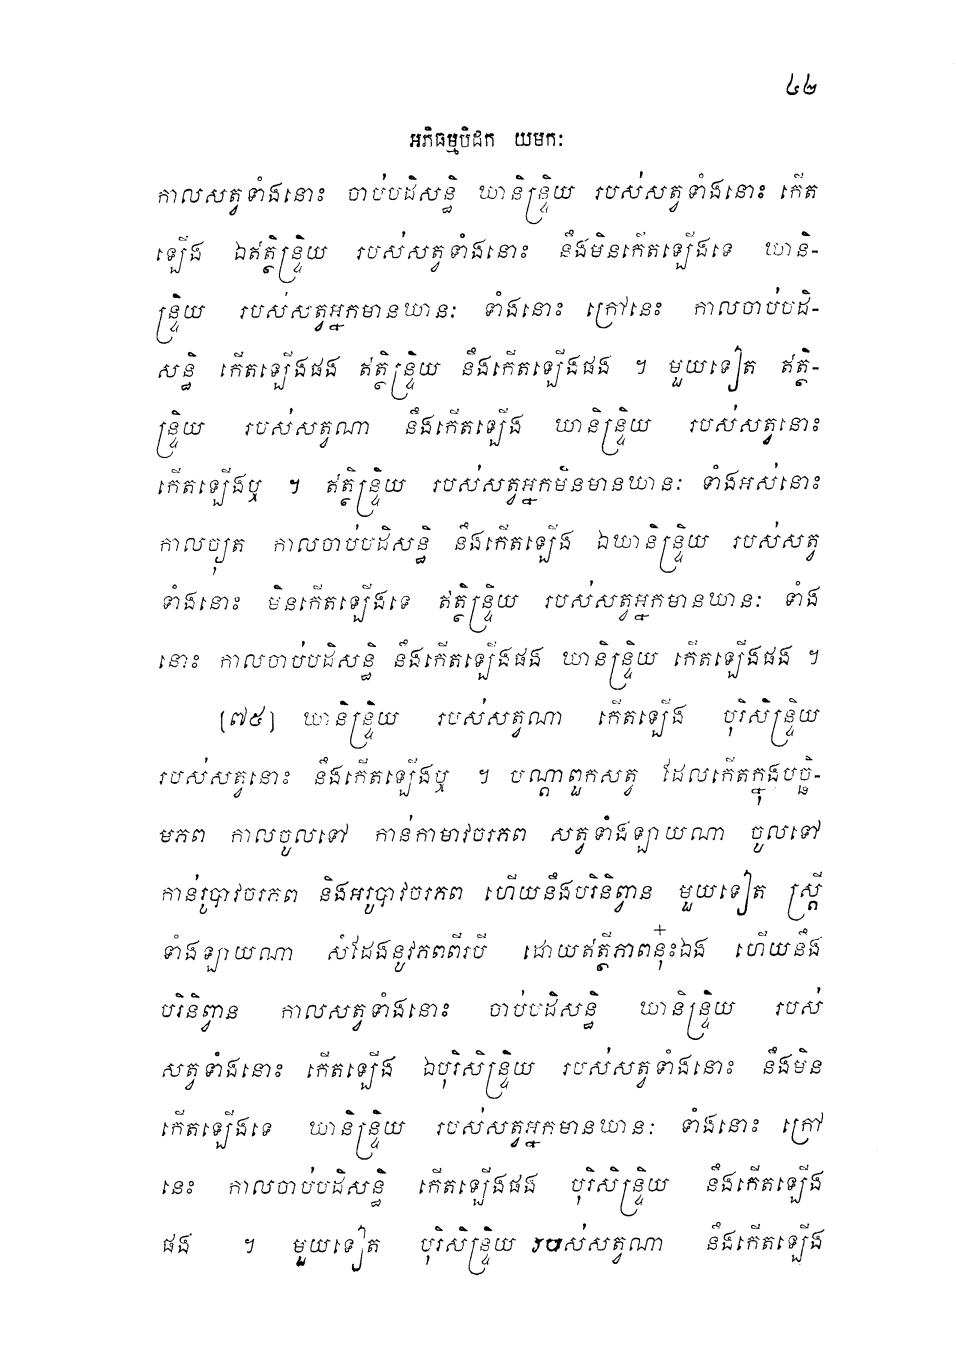 ៤២
អភិធម្មបិដក យមកៈ
កាលសត្វទាំងនោះ ចាប់បដិសន្ធិ ឃានិន្ទ្រិយ របស់សត្វទាំងនោះ កើត
ឡើង ឯឥត្ថិន្ទ្រិយ របស់សត្វទាំងនោះ នឹងមិនកើតឡើងទេ ឃានិ-
ន្ទ្រិយ របស់សត្វអ្នកមានឃានៈ ទាំងនោះ ក្រៅនេះ កាលចាប់បដិ-
សន្ធិ កើតឡើងផង ឥត្ថិន្ទ្រិយ នឹងកើតឡើងផង ។ មួយទៀត ឥត្ថិ-
ន្ទ្រិយ របស់សត្វណា នឹងកើតឡើង ឃានិន្ទ្រិយ របស់សត្វនោះ
កើតឡើងឬ ។ ឥត្ថិន្ទ្រិយ របស់សត្វអ្នកមិនមានឃានៈ ទាំងអស់នោះ
កាលច្យុត កាលចាប់បដិសន្ធិ នឹងកើតឡើង ឯឃានិន្ទ្រិយ របស់សត្វ
ទាំងនោះ មិនកើតឡើងទេ ឥត្ថិន្ទ្រិយ របស់សត្វអ្នកមានឃានៈ ទាំង
នោះ កាលចាប់បដិសន្ធិ នឹងកើតឡើងផង ឃានិន្ទ្រិយ កើតឡើងផង ។
[៧៥] ឃានិន្ទ្រិយ របស់សត្វណា កើតឡើង បុរិសិន្ទ្រិយ
របស់សត្វនោះ នឹងកើតឡើងឬ ។ បណ្តាពួកសត្វ ដែលកើតក្នុងបច្ឆិ-
មភព កាលចូលទៅ កាន់កាមាវចរភព សត្វទាំងឡាយណា ចូលទៅ
កាន់រូបាវចរភព និងអរូបាវចរភព ហើយនឹងបរិនិព្វាន មួយទៀត ស្ត្រី
ទាំងឡាយណា សំដែងនូវភពពីរបី ដោយឥត្ថីភាពនុ៎ះឯង ហើយនឹង
បរិនិព្វាន កាលសត្វទាំងនោះ ចាប់បដិសន្ធិ ឃានិន្ទ្រិយ របស់
សត្វទាំងនោះ កើតឡើង ឯបុរិសិន្ទ្រិយ របស់សត្វទាំងនោះ នឹងមិន
កើតឡើងទេ ឃានិន្ទ្រិយ របស់សត្វអ្នកមានឃានៈ ទាំងនោះ ក្រៅ
នេះ កាលចាប់បដិសន្ធិ កើតឡើងផង បុរិសិន្ទ្រិយ នឹងកើតឡើង
ផង ។ មួយទៀត បុរិសិន្ទ្រិយ របស់សត្វណា នឹងកើតឡើង